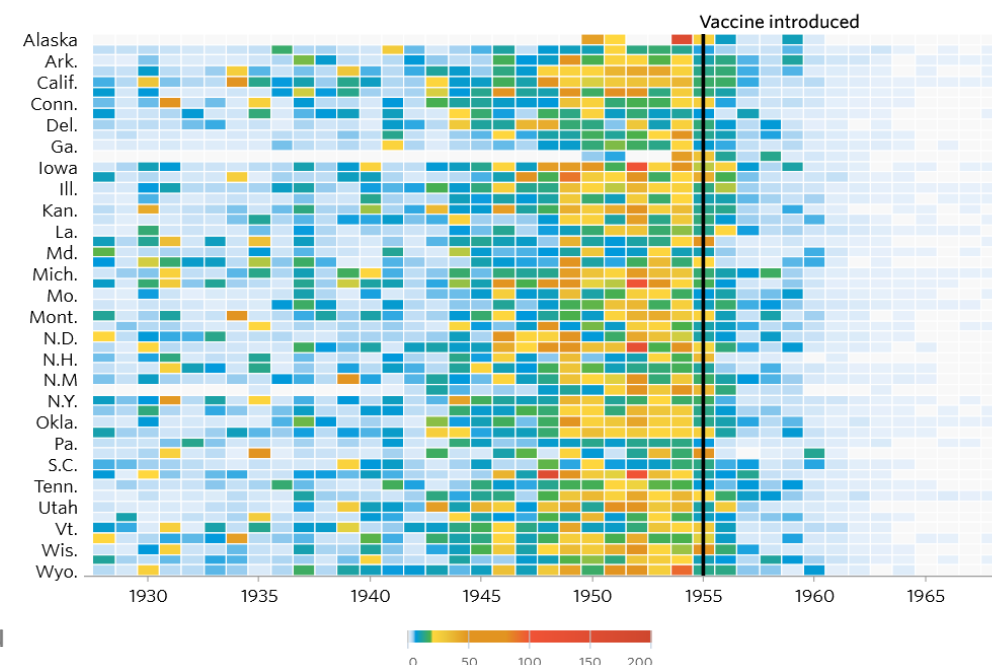 Vaccine introduced
Alaska
Ark.
Calif.
Conn.
Del.
Ga.
Iowa
Ill.
Kan.
La.
Md.
Mich.
Mo.
Mont.
N.D.
N.H.
N.M
N.Y.
Okla.
Pa.
S.C.
Tenn.
Utah
Vt.
Wis.
Wyo.
1930 1935 1940 1945 1950 1955 1960 1965
0 50 100 150 200